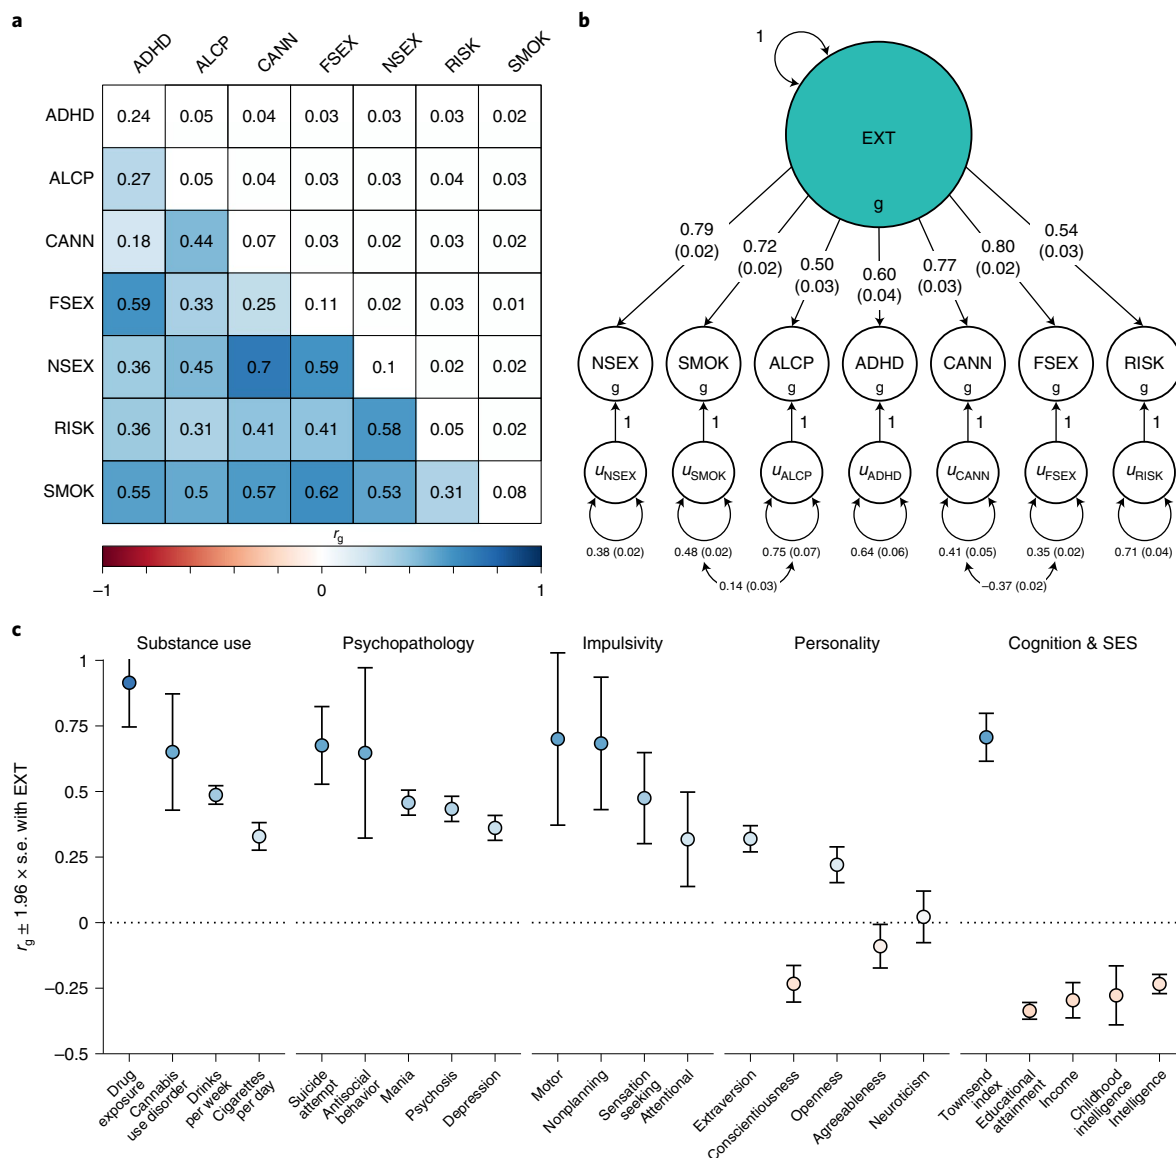 a
ADHD ALCP CANN FSEX NSEX RISK SMOK
ADHD 0.24 0.05 0.04 0.03 0.03 0.03 0.02
ALCP 0.27 0.05 0.04 0.03 0.03 0.04 0.03
CANN 0.18 0.44 0.07 0.03 0.02 0.03 0.02
FSEX 0.59 0.33 0.25 0.11 0.02 0.03 0.01
NSEX 0.36 0.45 0.7 0.59 0.1 0.02 0.02
RISK 0.36 0.31 0.41 0.41 0.58 0.05 0.02
SMOK 0.55 0.5 0.57 0.62 0.53 0.31 0.08
rg
−1 0 1
b
1
EXT
g
0.79 (0.02)
0.72 (0.02)
0.50 (0.03)
0.60 (0.04)
0.77 (0.03)
0.80 (0.02)
0.54 (0.03)
NSEX SMOK ALCP ADHD CANN FSEX RISK
g g g g g g g
1 1 1 1 1 1 1
uNSEX uSMOK uALCP uADHD uCANN uFSEX uRISK
0.38 (0.02) 0.48 (0.02) 0.75 (0.07) 0.64 (0.06) 0.41 (0.05) 0.35 (0.02) 0.71 (0.04)
0.14 (0.03) −0.37 (0.02)
c
Substance use Psychopathology Impulsivity Personality Cognition & SES
rg ± 1.96 × s.e. with EXT
1
0.75
0.5
0.25
0
−0.25
−0.5
Drug exposure
Cannabis use disorder
Drinks per week
Cigarettes per day
Suicide attempt
Antisocial behavior
Mania
Psychosis
Depression
Motor
Nonplanning
Sensation seeking
Attentional
Extraversion
Conscientiousness
Openness
Agreeableness
Neuroticism
Townsend index
Educational attainment
Income
Childhood intelligence
Intelligence